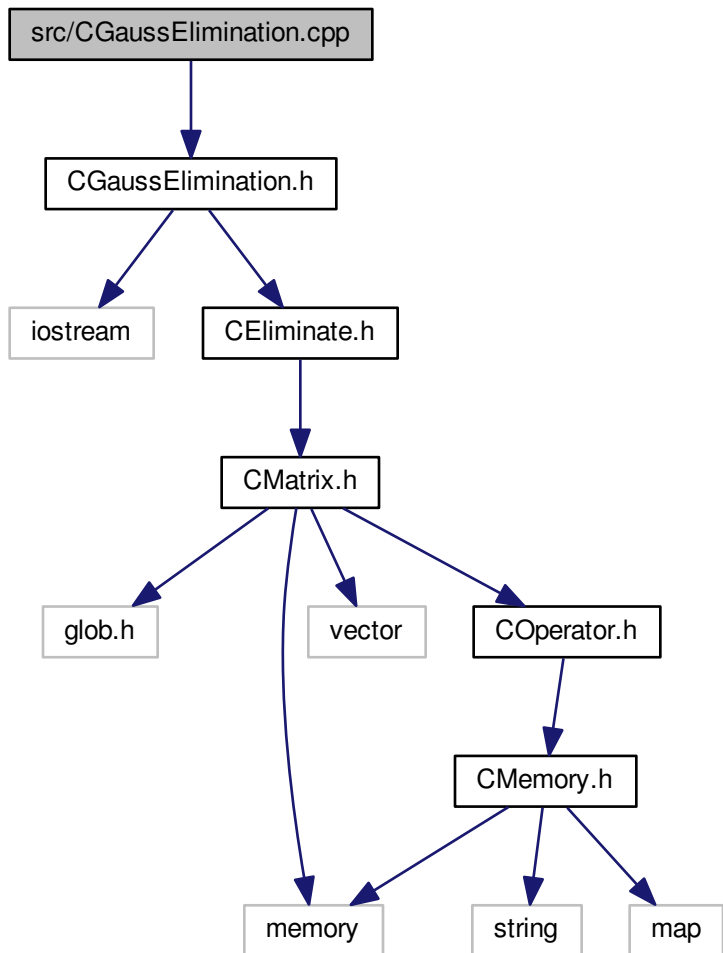 src/CGaussElimination.cpp
CGaussElimination.h
iostream
CEliminate.h
CMatrix.h
glob.h
vector
COperator.h
CMemory.h
memory
string
map